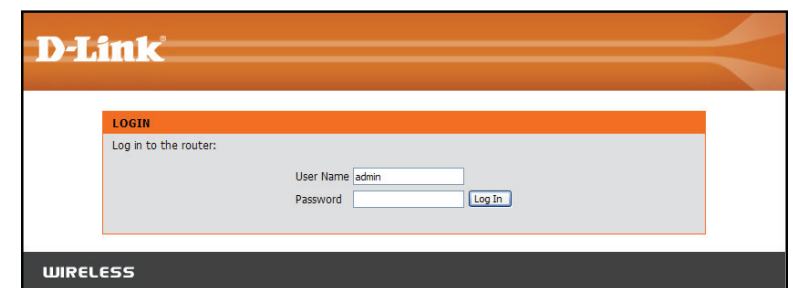 D-Link®
LOGIN
Log in to the router:
User Name admin
Password Log In
WIRELESS